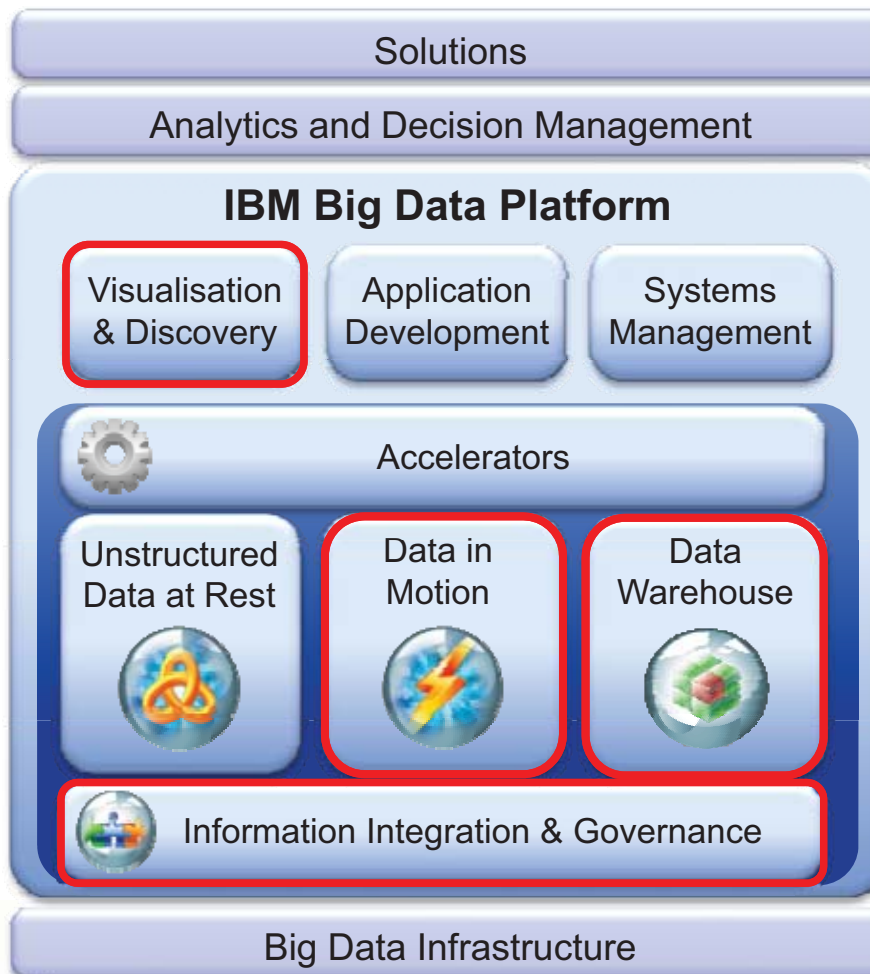 Solutions
Analytics and Decision Management
IBM Big Data Platform
Visualisation
& Discovery
Application
Development
Systems
Management
Accelerators
Unstructured
Data at Rest
Data in
Motion
Data
Warehouse
Information Integration & Governance
Big Data Infrastructure